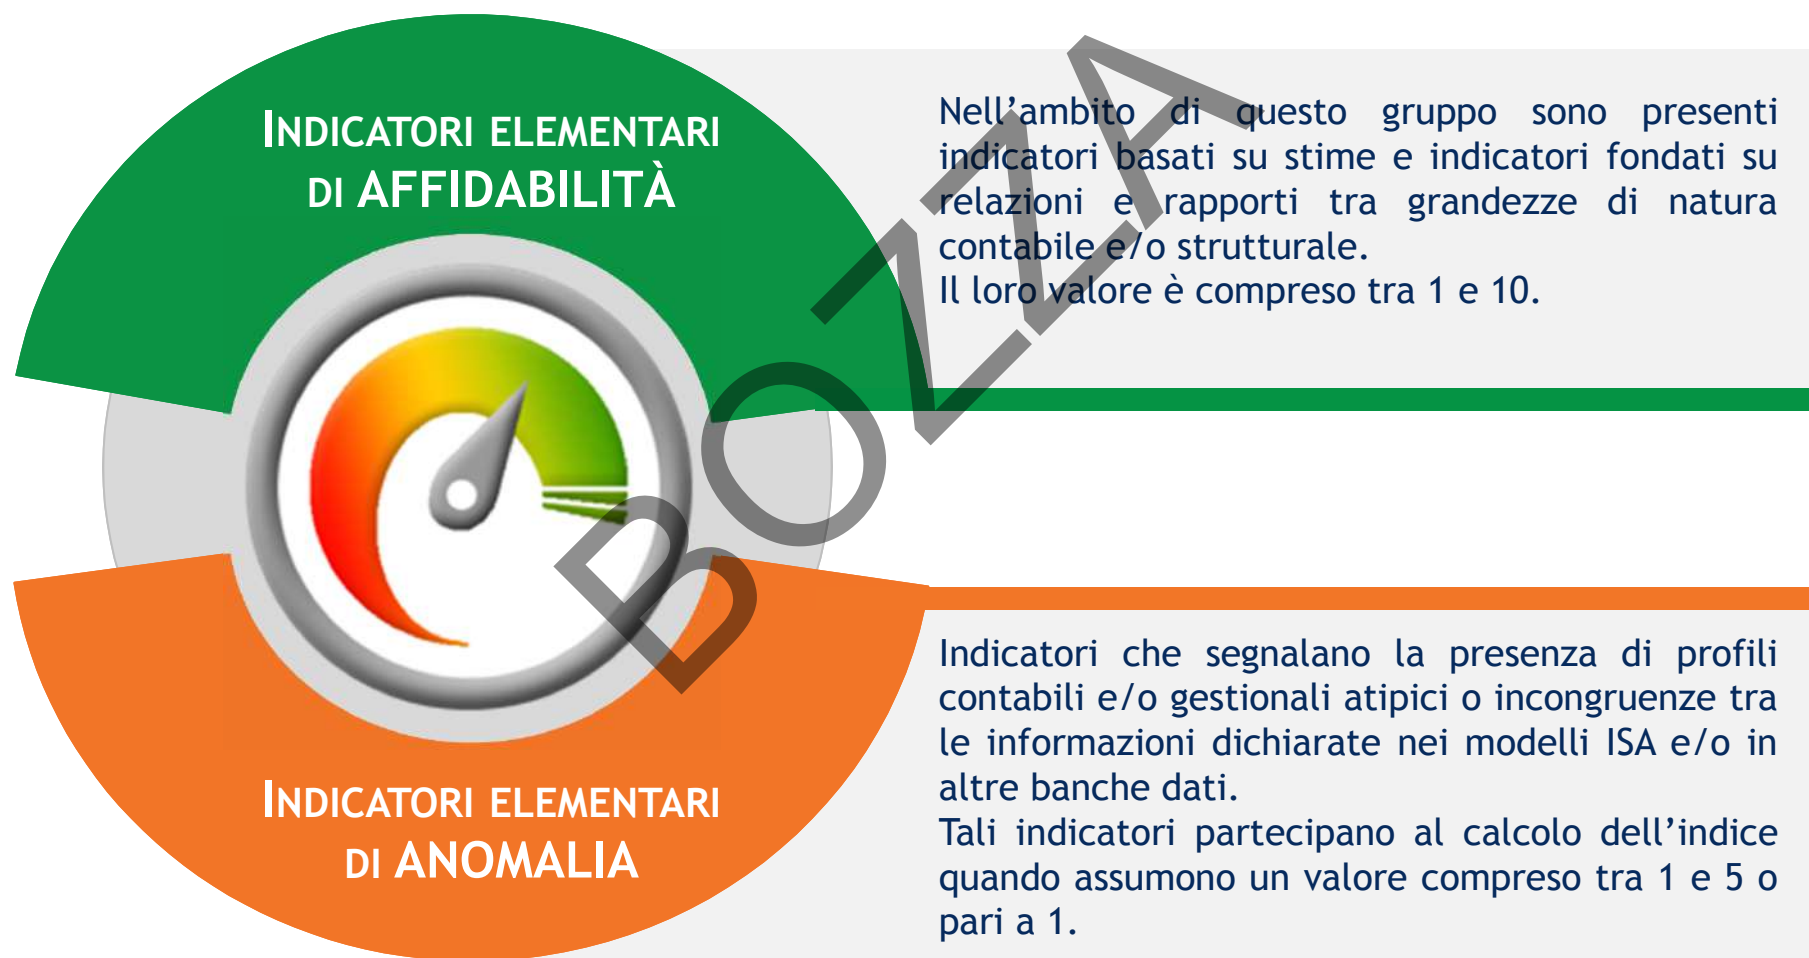 INDICATORI ELEMENTARI
DI AFFIDABILITÀ
Nell’ambito di questo gruppo sono presenti
indicatori basati su stime e indicatori fondati su
relazioni e rapporti tra grandezze di natura
contabile e/o strutturale.
Il loro valore è compreso tra 1 e 10.
BOZZA
INDICATORI ELEMENTARI
DI ANOMALIA
Indicatori che segnalano la presenza di profili
contabili e/o gestionali atipici o incongruenze tra
le informazioni dichiarate nei modelli ISA e/o in
altre banche dati.
Tali indicatori partecipano al calcolo dell’indice
quando assumono un valore compreso tra 1 e 5 o
pari a 1.